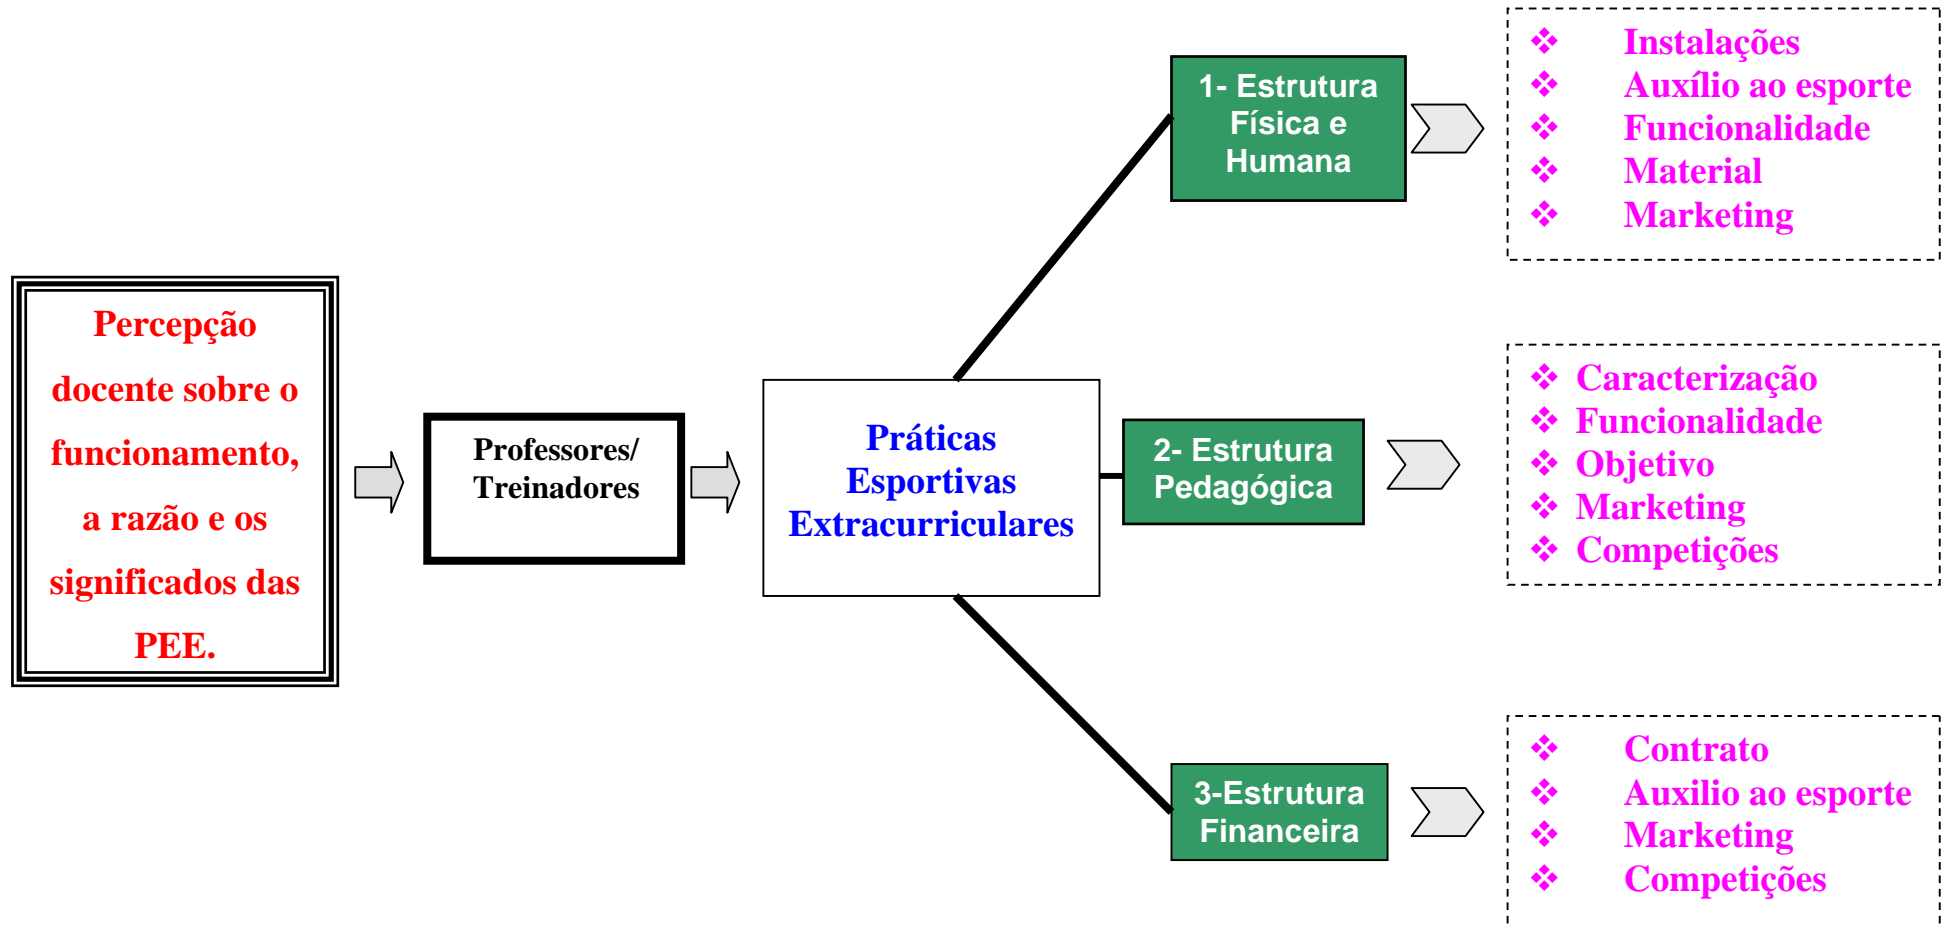 Percepção
docente sobre o
funcionamento,
a razão e os
significados das
PEE.
Professores/
Treinadores
Práticas
Esportivas
Extracurriculares
1- Estrutura
Física e
Humana
❖ Instalações
❖ Auxílio ao esporte
❖ Funcionalidade
❖ Material
❖ Marketing
2- Estrutura
Pedagógica
❖ Caracterização
❖ Funcionalidade
❖ Objetivo
❖ Marketing
❖ Competições
3-Estrutura
Financeira
❖ Contrato
❖ Auxilio ao esporte
❖ Marketing
❖ Competições